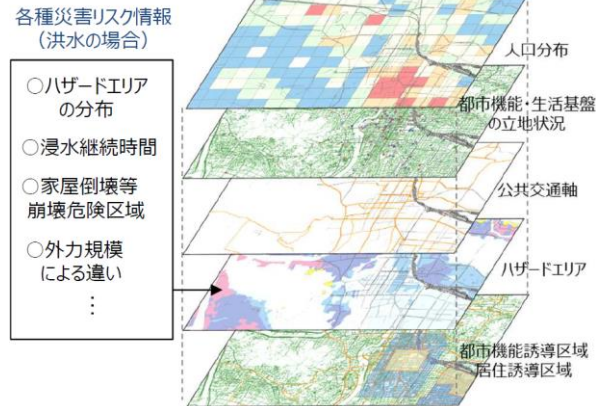 各種災害リスク情報
(洪水の場合)
○ハザードエリア
の分布
○浸水継続時間
○家屋倒壊等
崩壊危険区域
○外力規模
による違い
⋮
人口分布
都市機能・生活基盤
の立地状況
公共交通軸
ハザードエリア
都市機能誘導区域
居住誘導区域